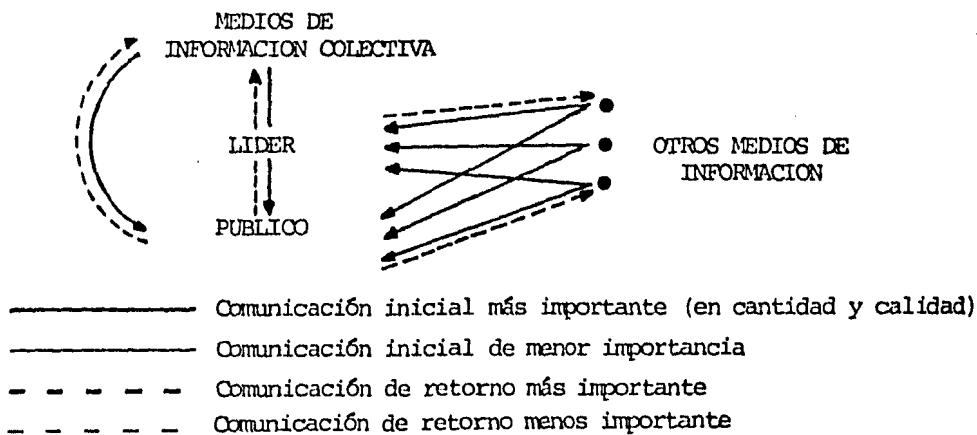 MEDIOS DE
INFORMACION COLECTIVA
LIDER
PUBLICO
OTROS MEDIOS DE
INFORMACION
Comunicación inicial más importante (en cantidad y calidad)
Comunicación inicial de menor importancia
Comunicación de retorno más importante
Comunicación de retorno menos importante